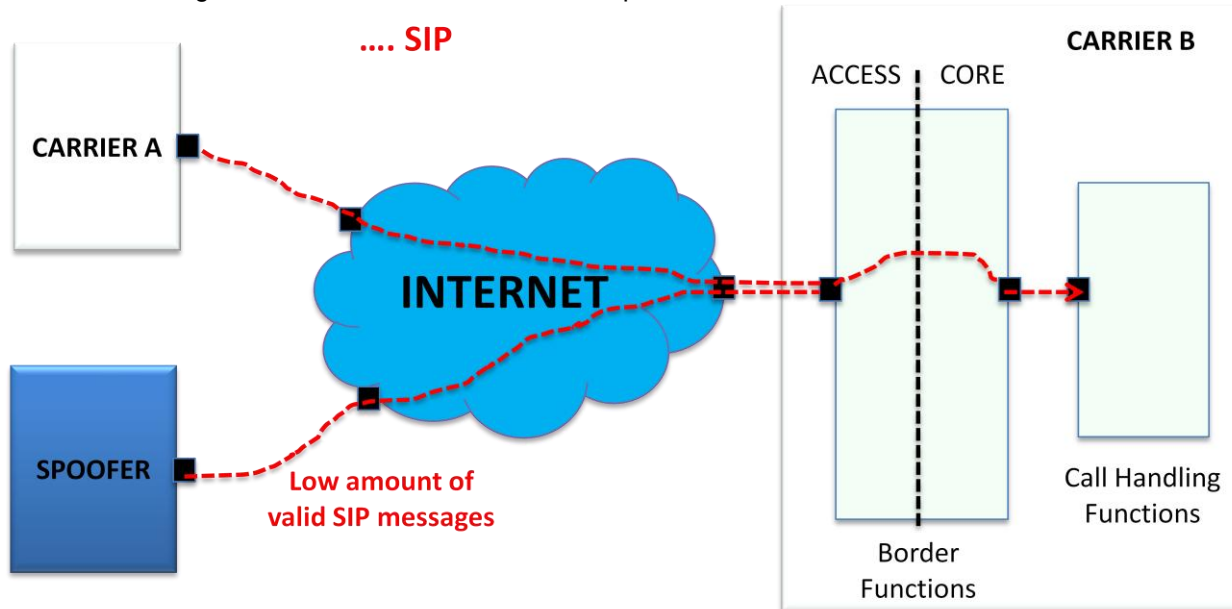 .... SIP
CARRIER B
ACCESS
CORE
CARRIER A
INTERNET
SPOOFER
Low amount of
valid SIP messages
Call Handling
Functions
Border
Functions